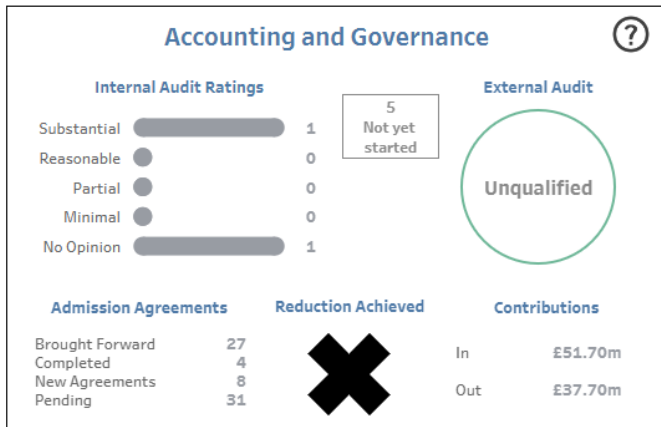 Accounting and Governance
?
Internal Audit Ratings
Substantial 1
Reasonable 0
Partial 0
Minimal 0
No Opinion 1
5
Not yet
started
External Audit
Unqualified
Admission Agreements
Brought Forward 27
Completed 4
New Agreements 8
Pending 31
Reduction Achieved
Contributions
In £51.70m
Out £37.70m